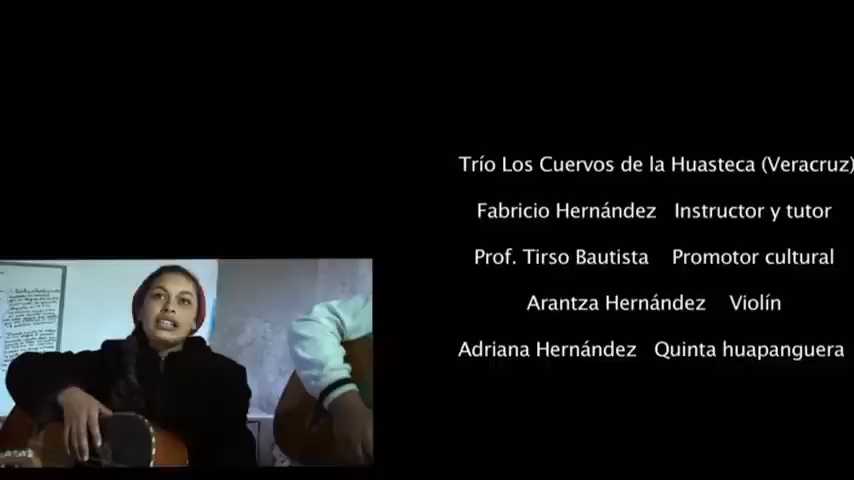 Trío Los Cuervos de la Huasteca (Veracruz)
Fabricio Hernández Instructor y tutor
Prof. Tirso Bautista Promotor cultural
Arantza Hernández Violín
Adriana Hernández Quinta huapanguera